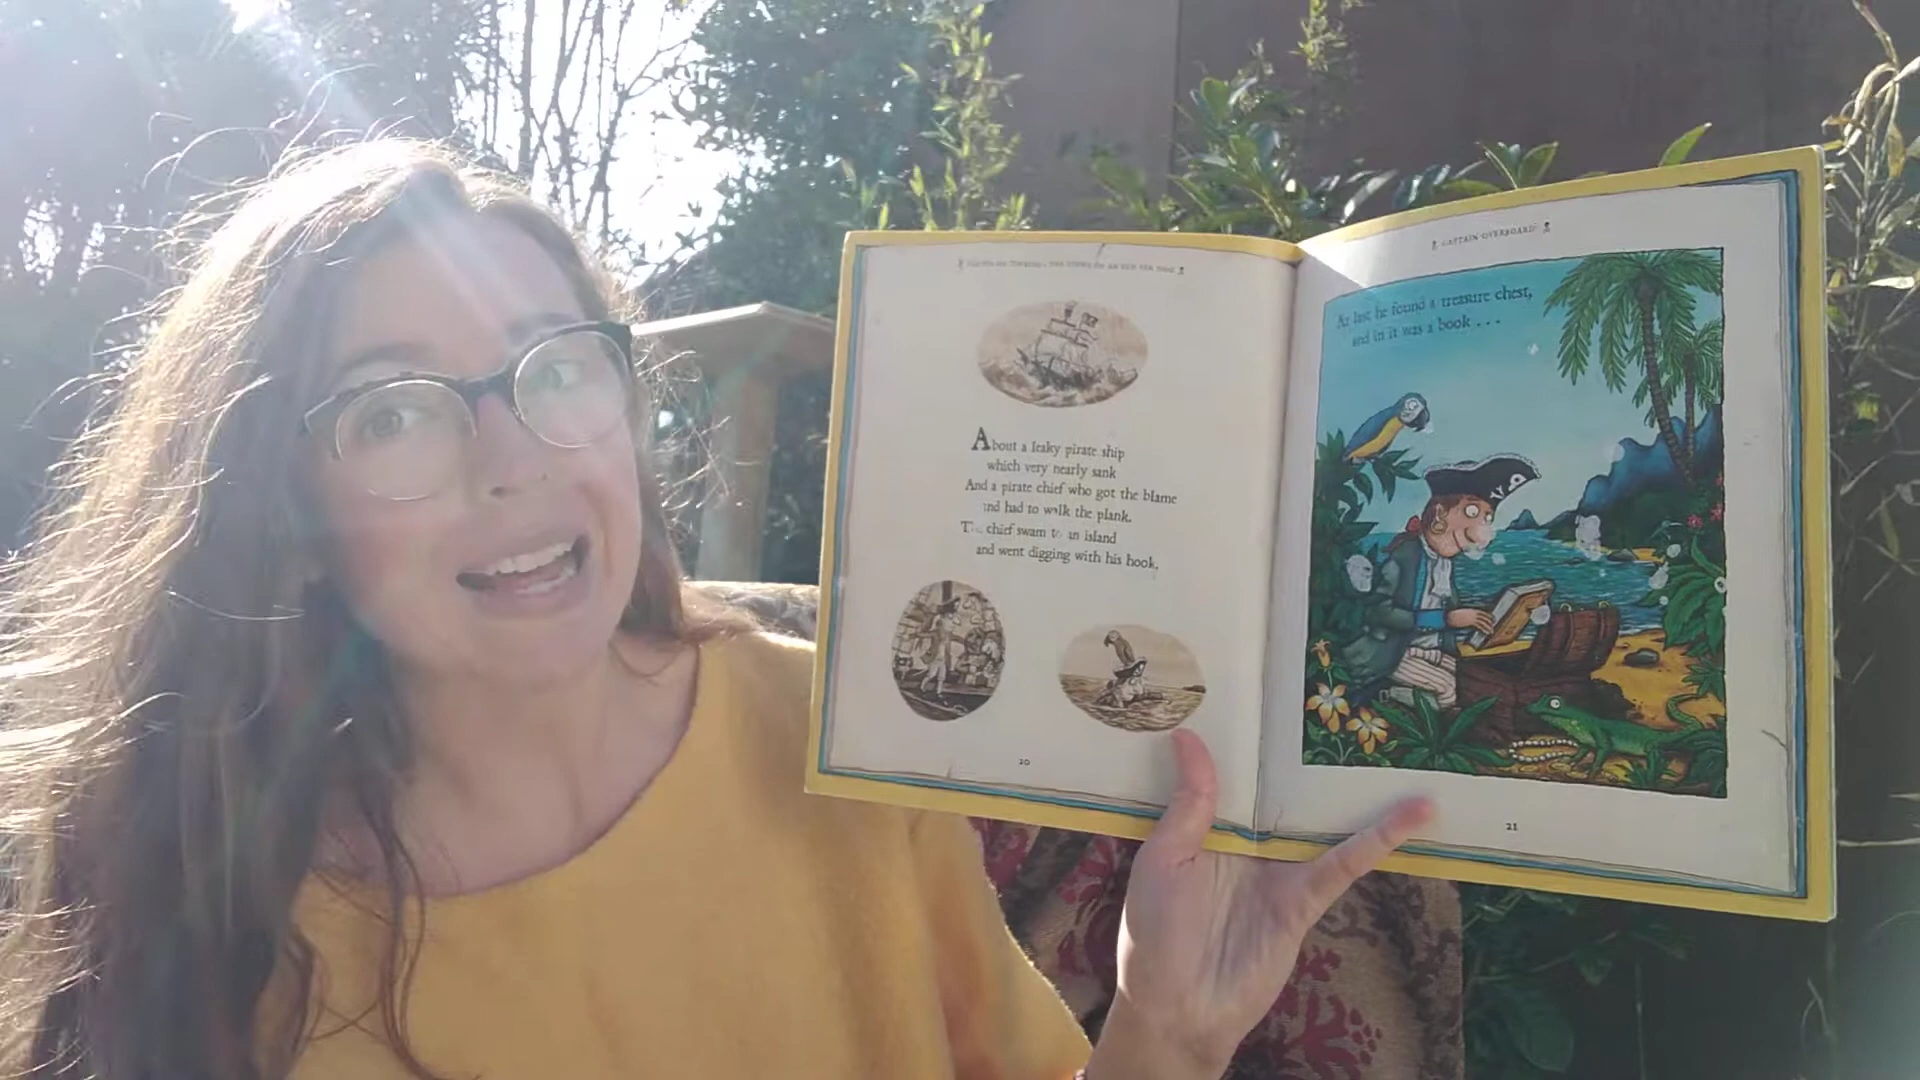 About a leaky pirate ship
which very nearly sank
And a pirate chief who got the blame
and had to walk the plank.
The chief swam to an island
and went digging with his hook.
20
CAPTAIN OVERBOARD
At last he found a treasure chest,
and in it was a book . . .
21